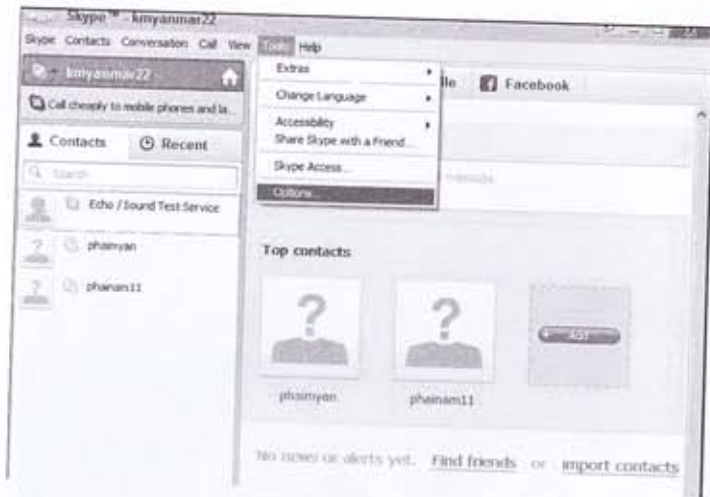 Skype™ - kmyanmar22
Skype Contacts Conversation Call View Tools Help
kmyanmar22
Call cheaply to mobile phones and la...
Contacts
Recent
Search
Echo / Sound Test Service
phaimyan
phainam11
Extras
Change Language
Accessibility
Share Skype with a Friend...
Skype Access...
Options...
Facebook
Top contacts
phaimyan
phainam11
Add
No news or alerts yet. Find friends or import contacts